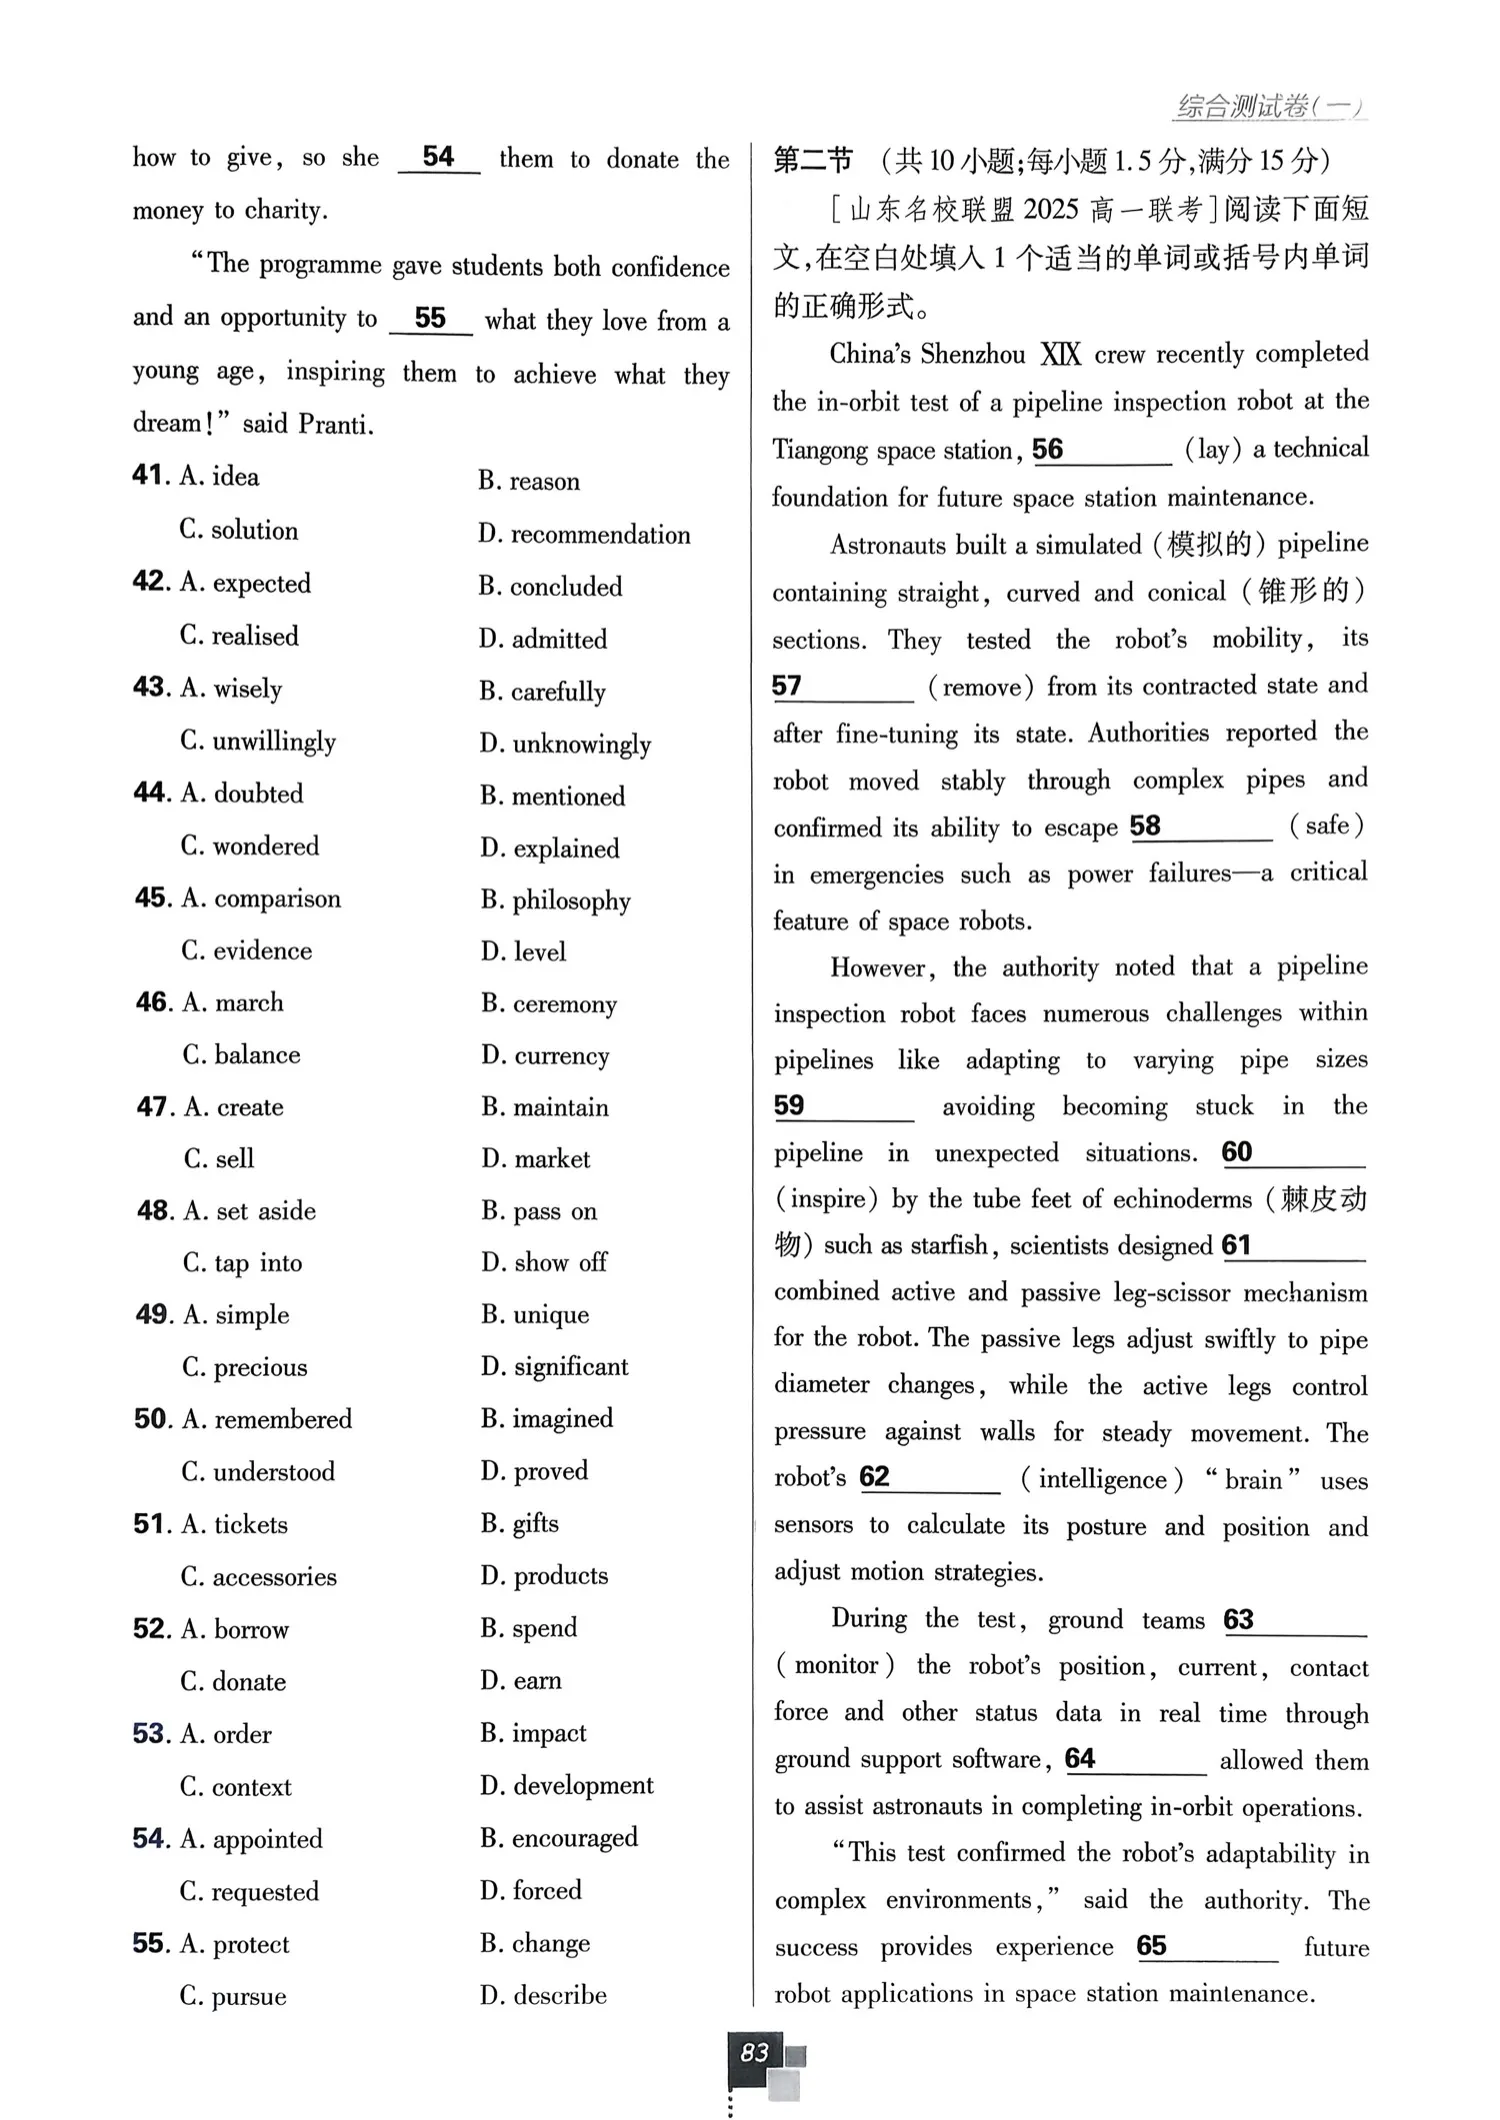 综合测试卷(一)
how to give, so she 54 them to donate the
money to charity.
“The programme gave students both confidence
and an opportunity to 55 what they love from a
young age, inspiring them to achieve what they
dream!” said Pranti.
41. A. idea B. reason
C. solution D. recommendation
42. A. expected B. concluded
C. realised D. admitted
43. A. wisely B. carefully
C. unwillingly D. unknowingly
44. A. doubted B. mentioned
C. wondered D. explained
45. A. comparison B. philosophy
C. evidence D. level
46. A. march B. ceremony
C. balance D. currency
47. A. create B. maintain
C. sell D. market
48. A. set aside B. pass on
C. tap into D. show off
49. A. simple B. unique
C. precious D. significant
50. A. remembered B. imagined
C. understood D. proved
51. A. tickets B. gifts
C. accessories D. products
52. A. borrow B. spend
C. donate D. earn
53. A. order B. impact
C. context D. development
54. A. appointed B. encouraged
C. requested D. forced
55. A. protect B. change
C. pursue D. describe
第二节 (共10小题;每小题1.5分,满分15分)
[山东名校联盟2025高一联考]阅读下面短
文,在空白处填入1个适当的单词或括号内单词
的正确形式。
China’s Shenzhou XIX crew recently completed
the in-orbit test of a pipeline inspection robot at the
Tiangong space station, 56 (lay) a technical
foundation for future space station maintenance.
Astronauts built a simulated (模拟的) pipeline
containing straight, curved and conical (锥形的)
sections. They tested the robot’s mobility, its
57 (remove) from its contracted state and
after fine-tuning its state. Authorities reported the
robot moved stably through complex pipes and
confirmed its ability to escape 58 (safe)
in emergencies such as power failures—a critical
feature of space robots.
However, the authority noted that a pipeline
inspection robot faces numerous challenges within
pipelines like adapting to varying pipe sizes
59 avoiding becoming stuck in the
pipeline in unexpected situations. 60
(inspire) by the tube feet of echinoderms (棘皮动
物) such as starfish, scientists designed 61
combined active and passive leg-scissor mechanism
for the robot. The passive legs adjust swiftly to pipe
diameter changes, while the active legs control
pressure against walls for steady movement. The
robot’s 62 (intelligence) “brain” uses
sensors to calculate its posture and position and
adjust motion strategies.
During the test, ground teams 63
(monitor) the robot’s position, current, contact
force and other status data in real time through
ground support software, 64 allowed them
to assist astronauts in completing in-orbit operations.
“This test confirmed the robot’s adaptability in
complex environments,” said the authority. The
success provides experience 65 future
robot applications in space station maintenance.
83